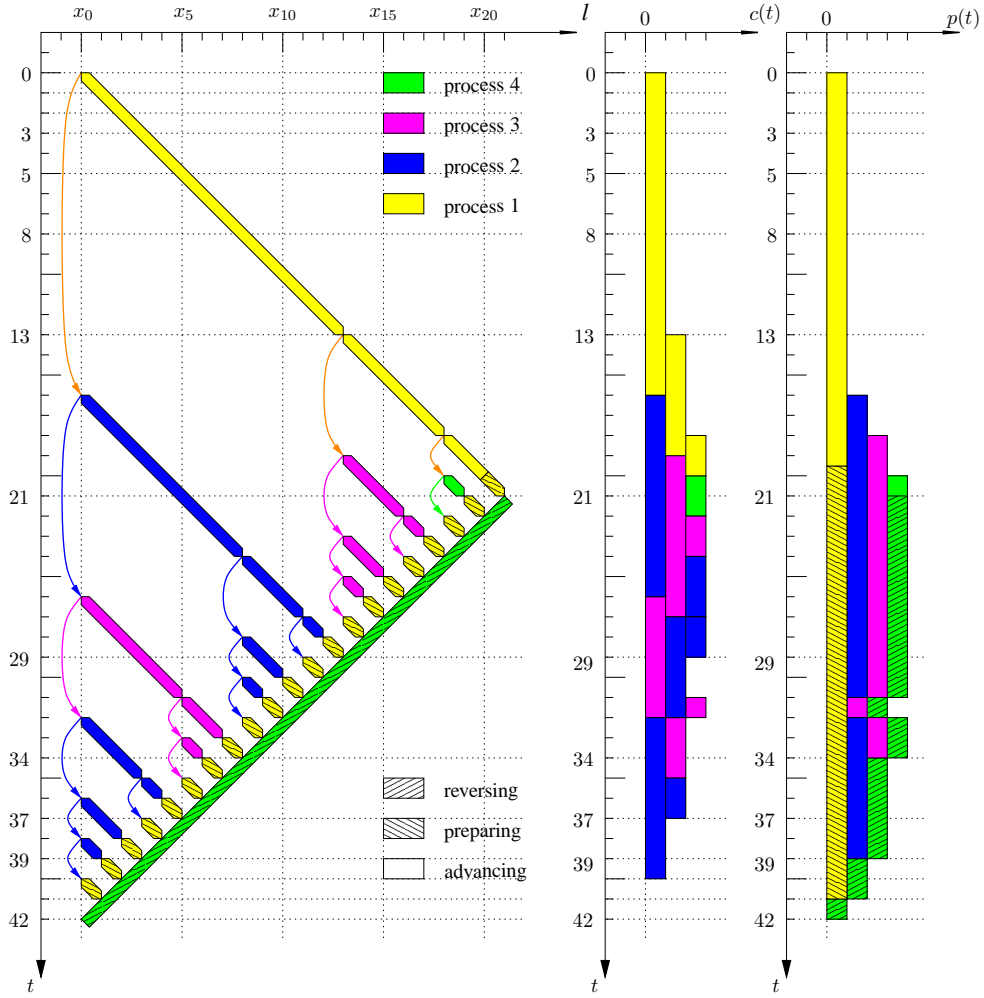 x₀ x₅ x₁₀ x₁₅ x₂₀ l
0 c(t)
0 p(t)
0 0 0
process 4
process 3 3 3
3
process 2
5 5 5
process 1
8 8 8
13 13 13
21 21 21
29 29 29
34 34 34
reversing
37 preparing 37 37
39 advancing 39 39
42 42 42
t t t